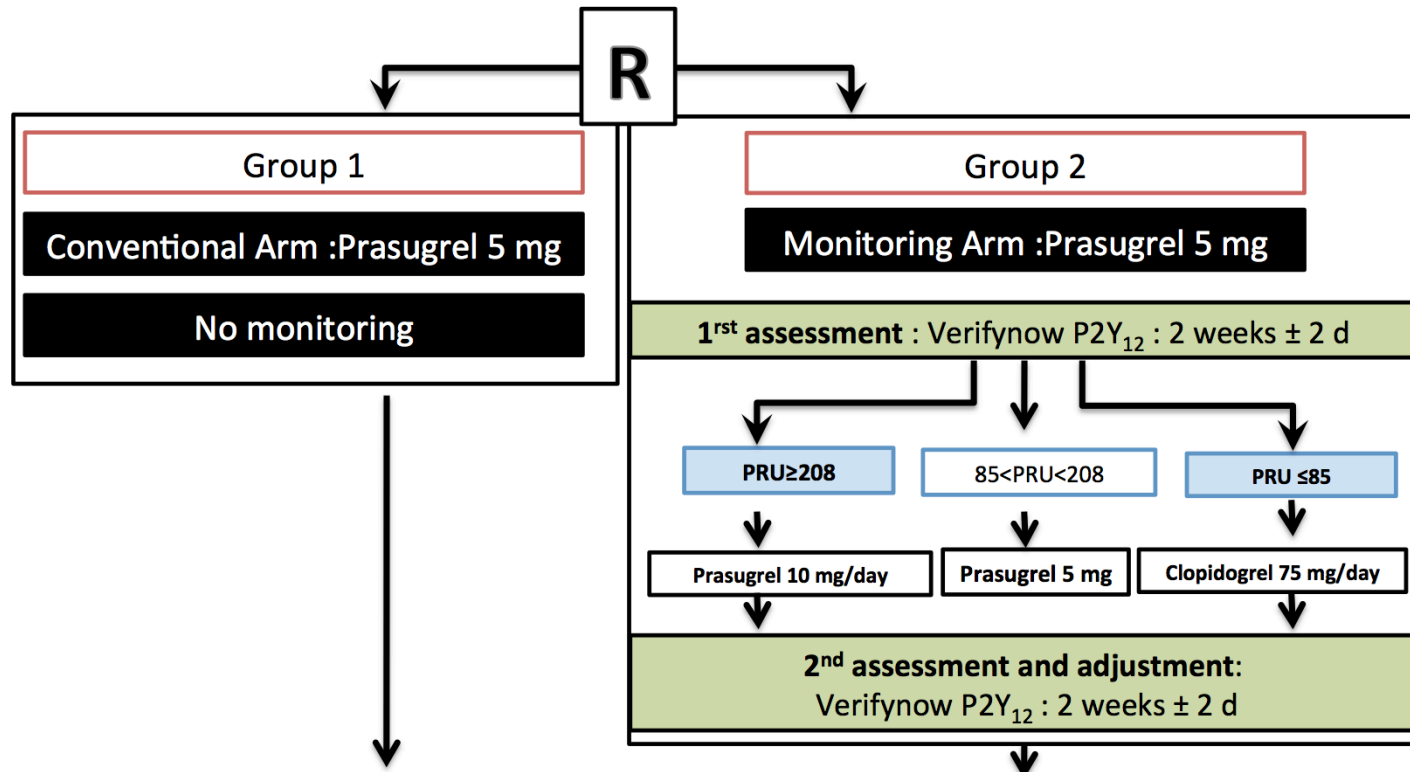 R
Group 1
Conventional Arm :Prasugrel 5 mg
No monitoring
Group 2
Monitoring Arm :Prasugrel 5 mg
1rst assessment : Verifynow P2Y12 : 2 weeks ± 2 d
PRU≥208
85<PRU<208
PRU ≤85
Prasugrel 10 mg/day
Prasugrel 5 mg
Clopidogrel 75 mg/day
2nd assessment and adjustment:
Verifynow P2Y12 : 2 weeks ± 2 d